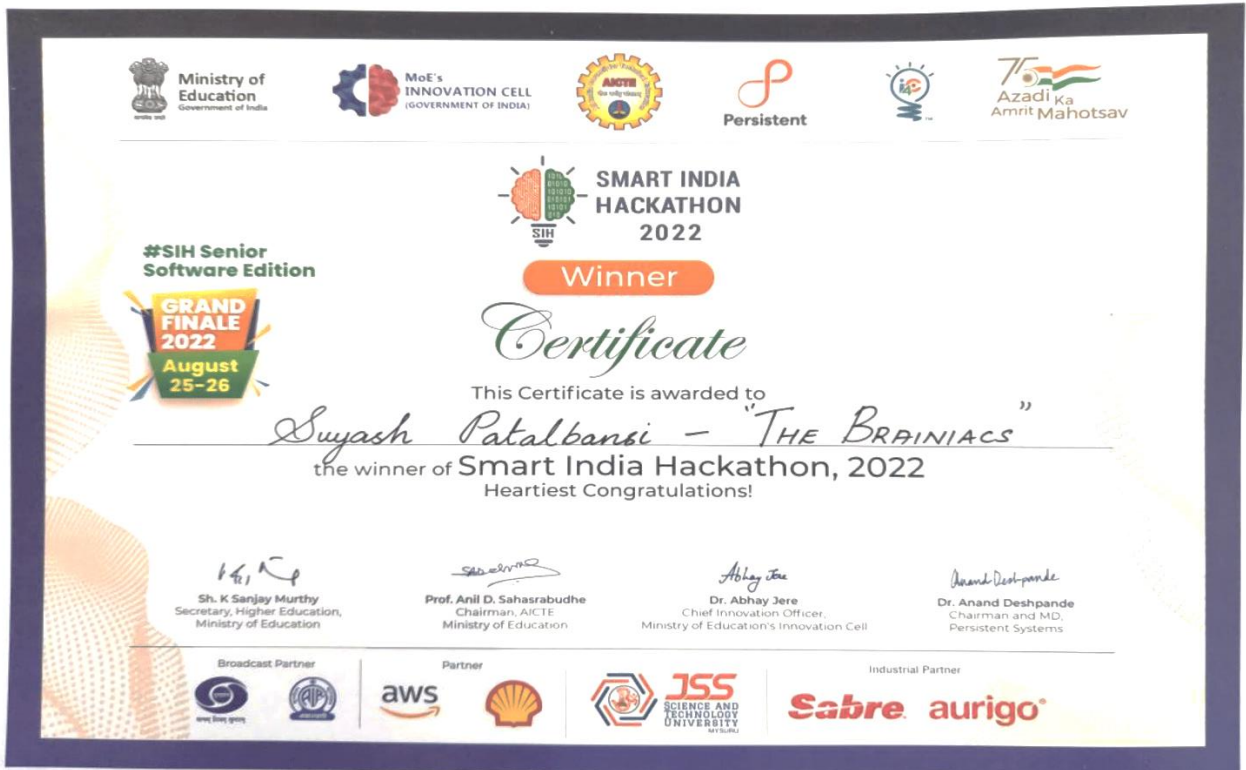 Ministry of
Education
Government of India
MoE's
INNOVATION CELL
(GOVERNMENT OF INDIA)
AICTE
Persistent
75
Azadi Ka
Amrit Mahotsav
SIH
SMART INDIA
HACKATHON
2022
#SIH Senior
Software Edition
GRAND
FINALE
2022
August
25-26
Winner
Certificate
This Certificate is awarded to
Suyash Patalbansi - "THE BRAINIACS"
the winner of Smart India Hackathon, 2022
Heartiest Congratulations!
Abhay Jere
Anand Deshpande
Sh. K Sanjay Murthy
Secretary, Higher Education,
Ministry of Education
Prof. Anil D. Sahasrabudhe
Chairman, AICTE
Ministry of Education
Dr. Abhay Jere
Chief Innovation Officer,
Ministry of Education's Innovation Cell
Dr. Anand Deshpande
Chairman and MD,
Persistent Systems
Broadcast Partner
Partner
Industrial Partner
aws
JSS
SCIENCE AND
TECHNOLOGY
UNIVERSITY
MYSURU
Sabre.
aurigo